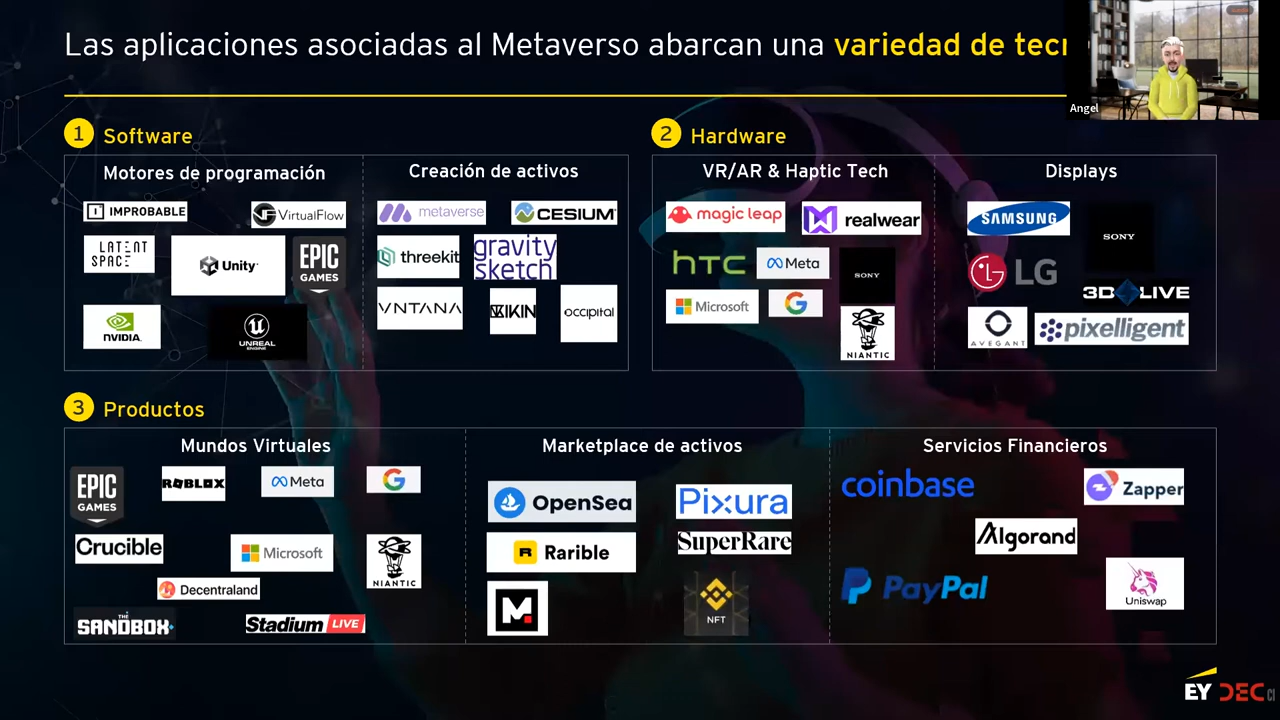 Las aplicaciones asociadas al Metaverso abarcan una variedad de tec
Angel
1 Software
Motores de programación
Creación de activos
IMPROBABLE
VirtualFlow
LATENT
SPACE
Unity
EPIC
GAMES
NVIDIA
UNREAL
ENGINE
metaverse
CESIUM
threekit
gravity
sketch
VNTANA
occipital
2 Hardware
VR/AR & Haptic Tech
Displays
magic leap
realwear
hTC
Meta
SONY
Microsoft
G
NIANTIC
SAMSUNG
SONY
LG LG
3D LIVE
AVEGANT
pixelligent
3 Productos
Mundos Virtuales
Marketplace de activos
Servicios Financieros
EPIC
GAMES
ROBLOX
Meta
G
Crucible
Microsoft
NIANTIC
Decentraland
THE
SANDBOX
Stadium LIVE
OpenSea
Pixura
R Rarible
SuperRare
M
NFT
coinbase
Zapper
Algorand
PayPal
Uniswap
EY DEC